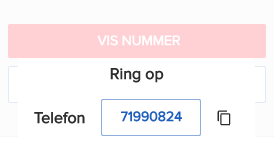 VIS NUMMER
Ring op
Telefon 71990824